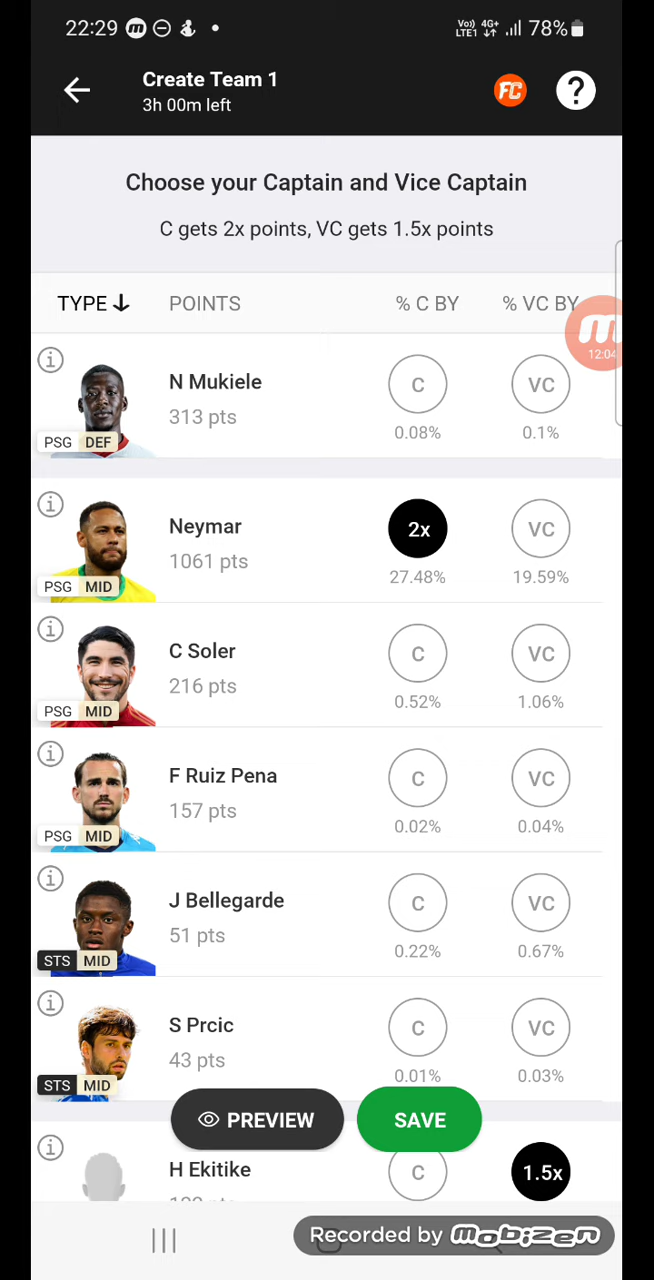 22:29 VoJ) 4G+ LTE1 78%
Create Team 1
3h 00m left
FC ?
Choose your Captain and Vice Captain
C gets 2x points, VC gets 1.5x points
TYPE POINTS % C BY % VC BY
12:04
N Mukiele
C VC
313 pts
PSG DEF
0.08% 0.1%
Neymar
2x VC
1061 pts
PSG MID
27.48% 19.59%
C Soler
C VC
216 pts
PSG MID
0.52% 1.06%
F Ruiz Pena
C VC
157 pts
PSG MID
0.02% 0.04%
J Bellegarde
C VC
51 pts
STS MID
0.22% 0.67%
S Prcic
C VC
43 pts
STS MID
0.01% 0.03%
PREVIEW SAVE
H Ekitike
C 1.5x
Recorded by mobizen